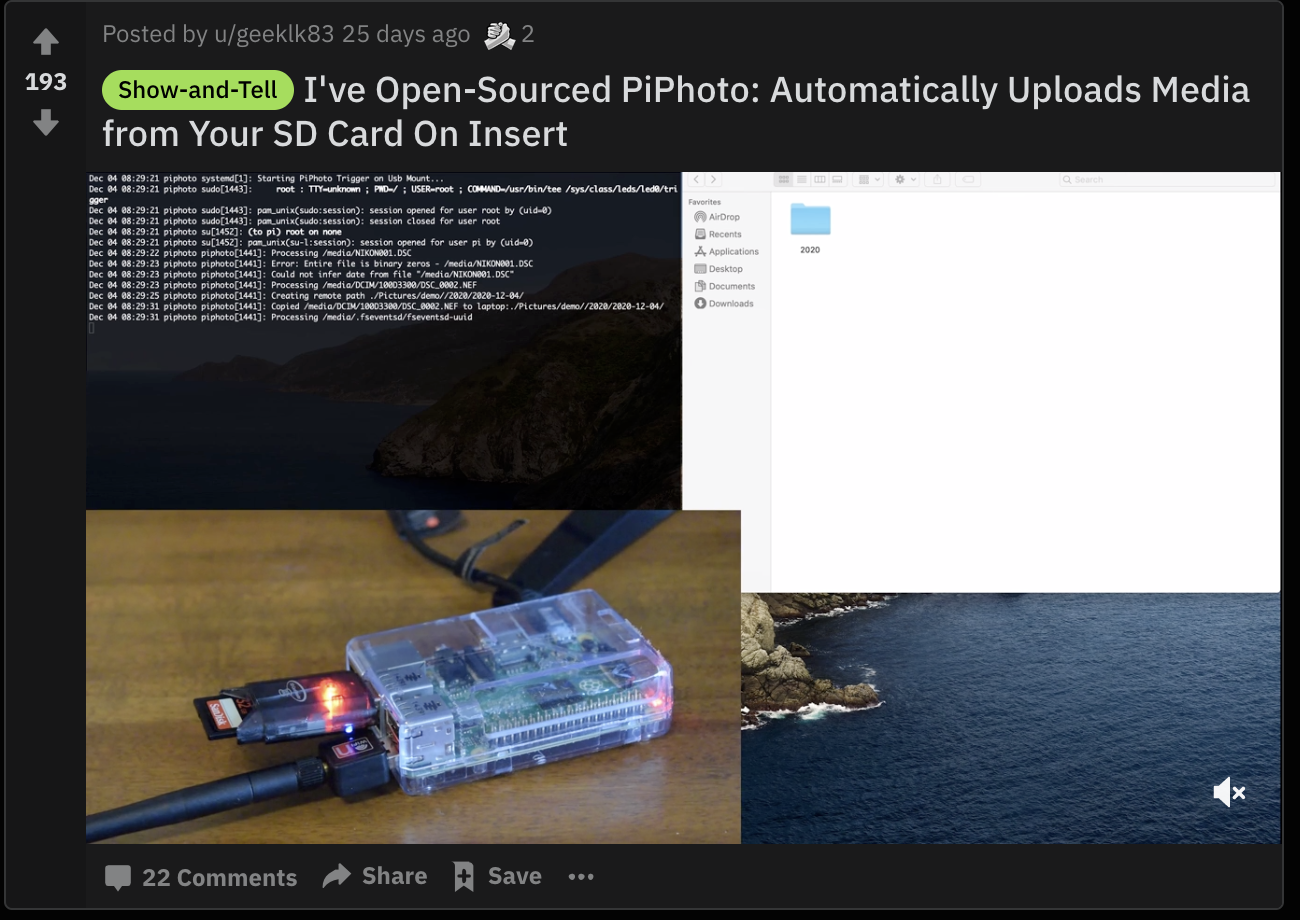 Posted by u/geeklk83 25 days ago 2
193
Show-and-Tell I've Open-Sourced PiPhoto: Automatically Uploads Media
from Your SD Card On Insert
Dec 04 08:29:21 piphoto systemd[1]: Starting PiPhoto Trigger on Usb Mount...
Dec 04 08:29:21 piphoto sudo[1443]:     root : TTY=unknown ; PWD=/ ; USER=root ; COMMAND=/usr/bin/tee /sys/class/leds/led0/tri
gger
Dec 04 08:29:21 piphoto sudo[1443]: pam_unix(sudo:session): session opened for user root by (uid=0)
Dec 04 08:29:21 piphoto sudo[1443]: pam_unix(sudo:session): session closed for user root
Dec 04 08:29:21 piphoto su[1452]: (to pi) root on none
Dec 04 08:29:21 piphoto su[1452]: pam_unix(su-l:session): session opened for user pi by (uid=0)
Dec 04 08:29:22 piphoto piphoto[1441]: Processing /media/NIKON001.DSC
Dec 04 08:29:23 piphoto piphoto[1441]: Error: Entire file is binary zeros - /media/NIKON001.DSC
Dec 04 08:29:23 piphoto piphoto[1441]: Could not infer date from file "/media/NIKON001.DSC"
Dec 04 08:29:23 piphoto piphoto[1441]: Processing /media/DCIM/100D3300/DSC_0002.NEF
Dec 04 08:29:25 piphoto piphoto[1441]: Creating remote path ./Pictures/demo//2020/2020-12-04/
Dec 04 08:29:31 piphoto piphoto[1441]: Copied /media/DCIM/100D3300/DSC_0002.NEF to laptop:./Pictures/demo//2020/2020-12-04/
Dec 04 08:29:31 piphoto piphoto[1441]: Processing /media/.fseventsd/fseventsd-uuid
Search
Favorites
AirDrop
Recents
Applications
Desktop
Documents
Downloads
2020
SanDisk
22 Comments
Share
Save